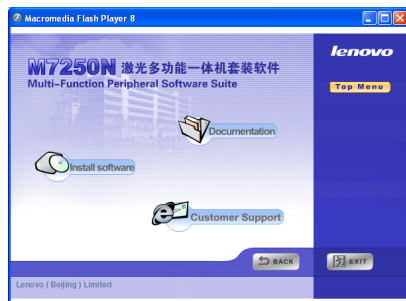 Macromedia Flash Player 8
lenovo
M7250N 激光多功能一体机套装软件
Multi-Function Peripheral Software Suite
Top Menu
Documentation
Install software
Customer Support
BACK
EXIT
Lenovo ( Beijing ) Limited